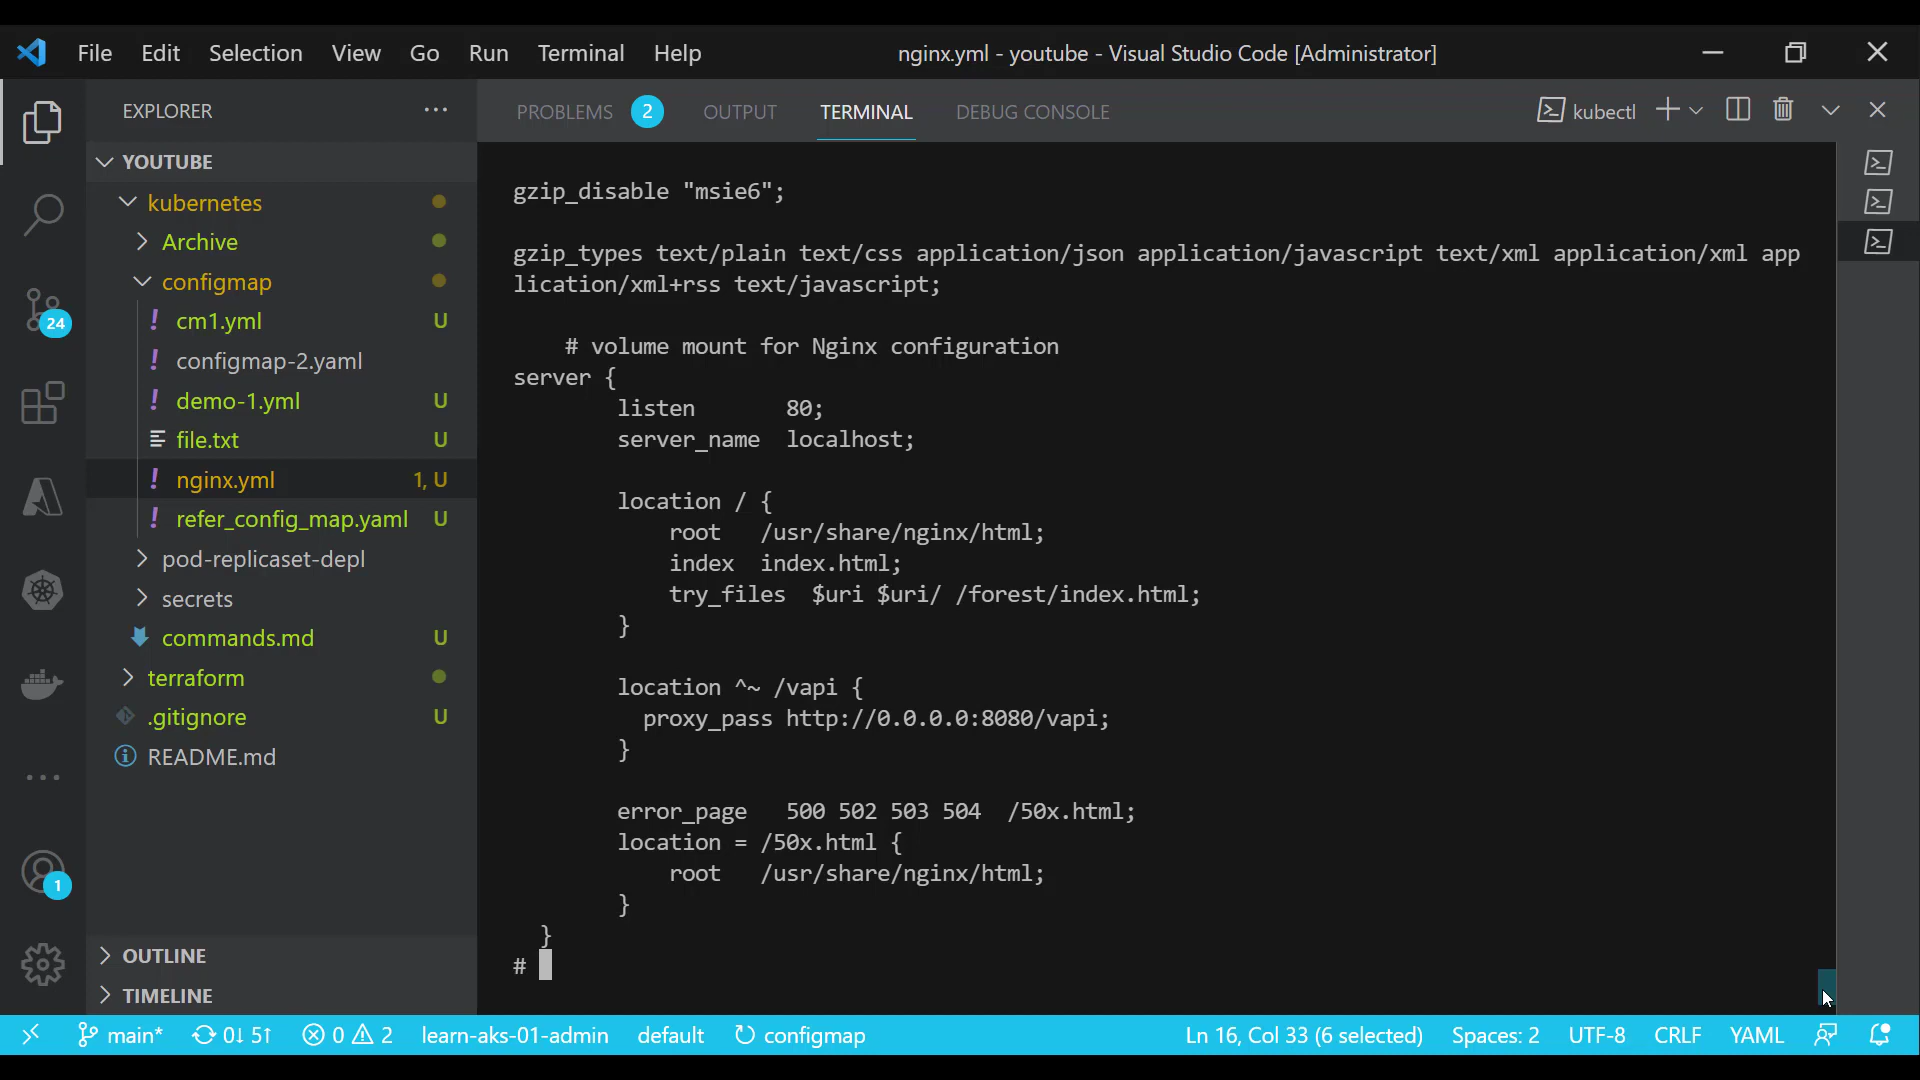 File Edit Selection View Go Run Terminal Help
nginx.yml - youtube - Visual Studio Code [Administrator]
EXPLORER
YOUTUBE
kubernetes
Archive
configmap
! cm1.yml U
! configmap-2.yaml
! demo-1.yml U
file.txt U
! nginx.yml 1, U
! refer_config_map.yaml U
pod-replicaset-depl
secrets
commands.md U
terraform
.gitignore U
README.md
OUTLINE
TIMELINE
24
1
PROBLEMS 2 OUTPUT TERMINAL DEBUG CONSOLE
kubectl
gzip_disable "msie6";
gzip_types text/plain text/css application/json application/javascript text/xml application/xml app
lication/xml+rss text/javascript;
# volume mount for Nginx configuration
server {
listen 80;
server_name localhost;
location / {
root /usr/share/nginx/html;
index index.html;
try_files $uri $uri/ /forest/index.html;
}
location ^~ /vapi {
proxy_pass http://0.0.0.0:8080/vapi;
}
error_page 500 502 503 504 /50x.html;
location = /50x.html {
root /usr/share/nginx/html;
}
}
#
main* 0↓ 5↑ 0 2 learn-aks-01-admin default configmap
Ln 16, Col 33 (6 selected) Spaces: 2 UTF-8 CRLF YAML